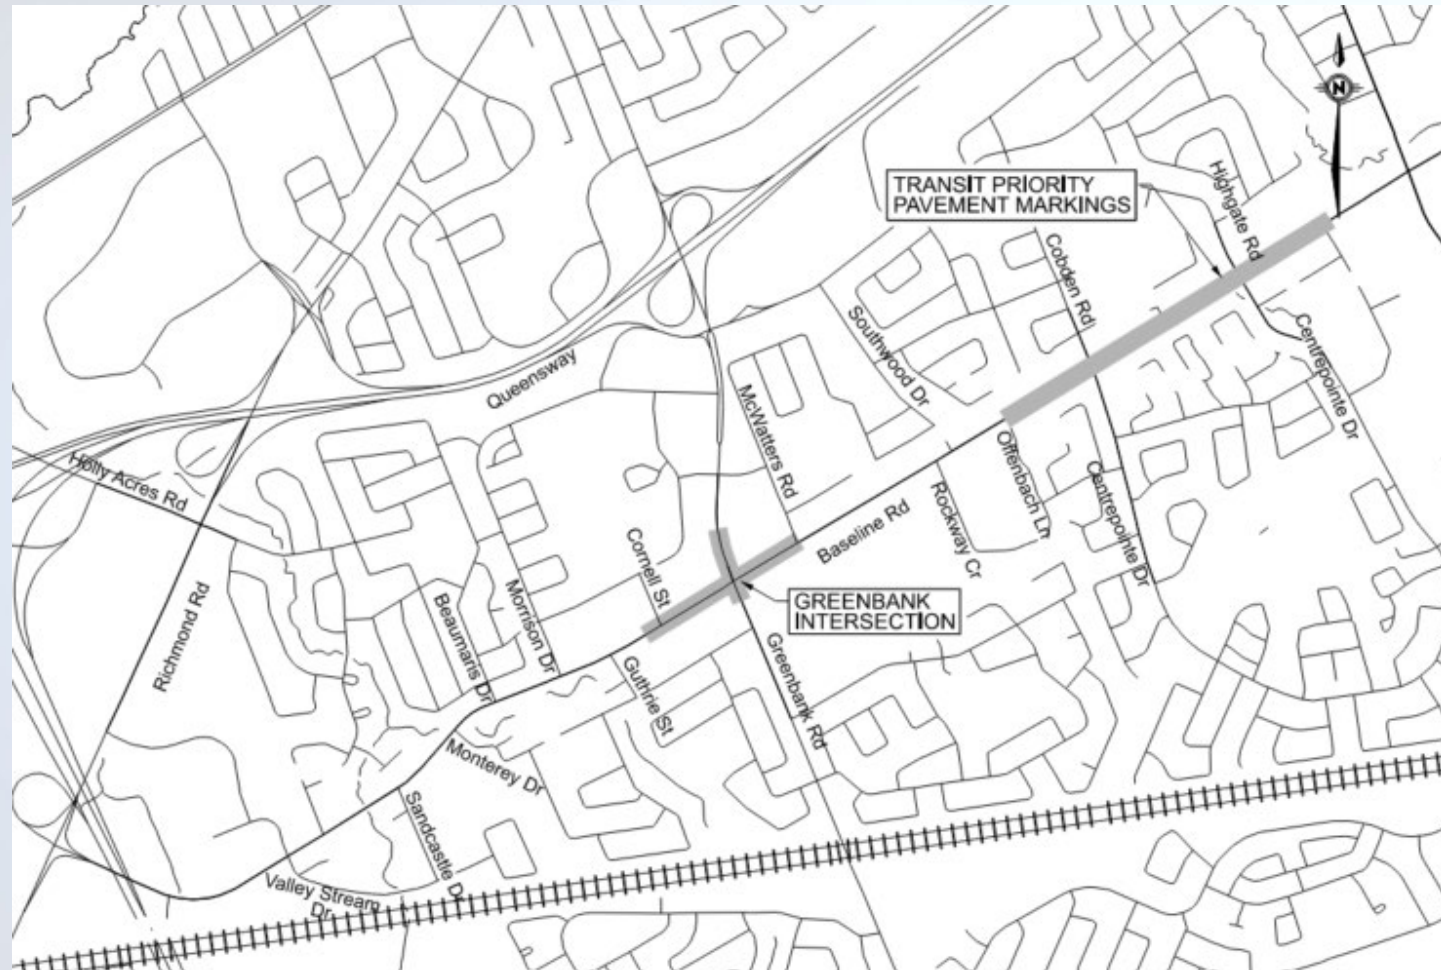 N
Highgate Rd
TRANSIT PRIORITY
PAVEMENT MARKINGS
Cobden Rd
Southwood Dr
Centrepointe Dr
Queensway
McWatters Rd
Holly Acres Rd
Offenbach Ln
Centrepointe Dr
Rockway Cr
Baseline Rd
Cornell St
GREENBANK
INTERSECTION
Richmond Rd
Beaumaris Dr
Morrison Dr
Guthrie St
Greenbank Rd
Monterey Dr
Sandcastle Dr
Valley Stream
Dr